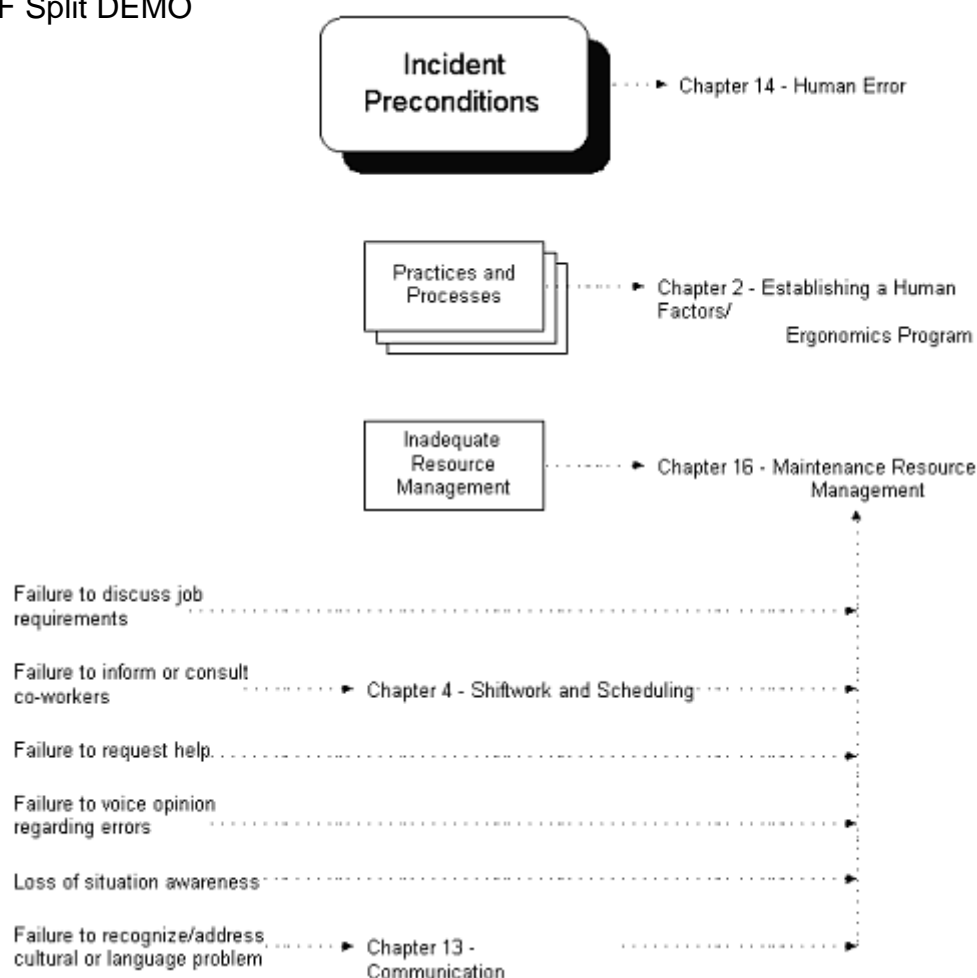 F Split DEMO
Incident
Preconditions
Chapter 14 - Human Error
Practices and
Processes
Chapter 2 - Establishing a Human
Factors/
Ergonomics Program
Inadequate
Resource
Management
Chapter 16 - Maintenance Resource
Management
Failure to discuss job
requirements
Failure to inform or consult
co-workers
Chapter 4 - Shiftwork and Scheduling
Failure to request help
Failure to voice opinion
regarding errors
Loss of situation awareness
Failure to recognize/address
cultural or language problem
Chapter 13 -
Communication